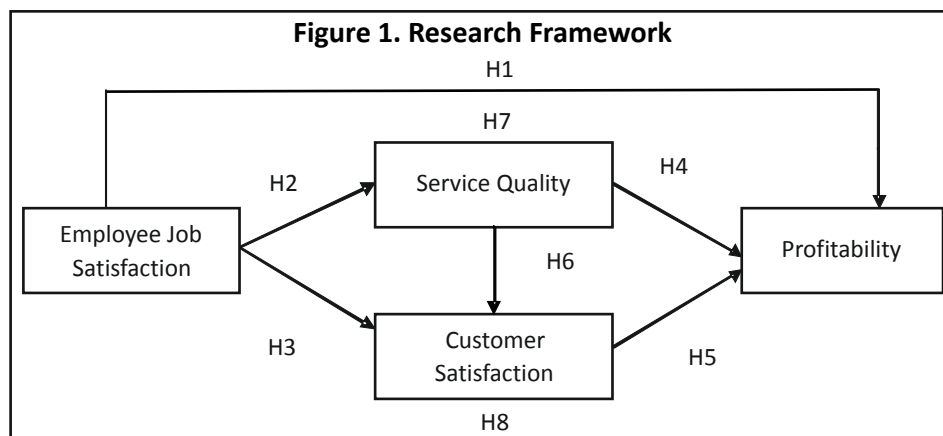 Figure 1. Research Framework
H1
H7
Service Quality
H2
H4
Employee Job
Satisfaction
Profitability
H6
H3
Customer
Satisfaction
H5
H8